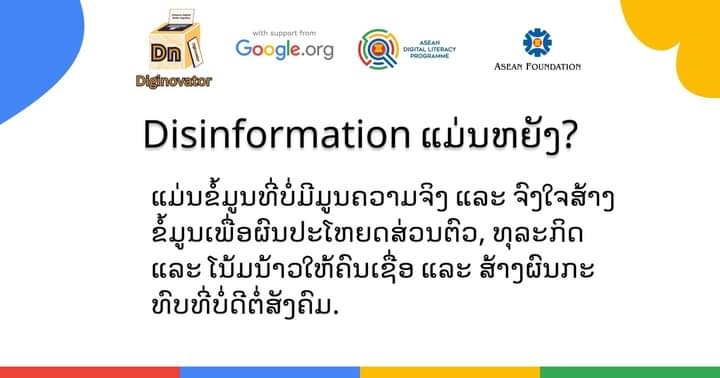 Dn
Diginovator
with support from
Google.org
ASEAN
DIGITAL LITERACY
PROGRAMME
ASEAN FOUNDATION
Disinformation ແມ່ນຫຍັງ?
ແມ່ນຂໍ້ມູນທີ່ບໍ່ມີມູນຄວາມຈິງ ແລະ ຈົງໃຈສ້າງ
ຂໍ້ມູນເພື່ອຜົນປະໂຫຍດສ່ວນຕົວ, ທຸລະກິດ
ແລະ ໂນ້ມນ້າວໃຫ້ຄົນເຊື່ອ ແລະ ສ້າງຜົນກະ
ທົບທີ່ບໍ່ດີຕໍ່ສັງຄົມ.